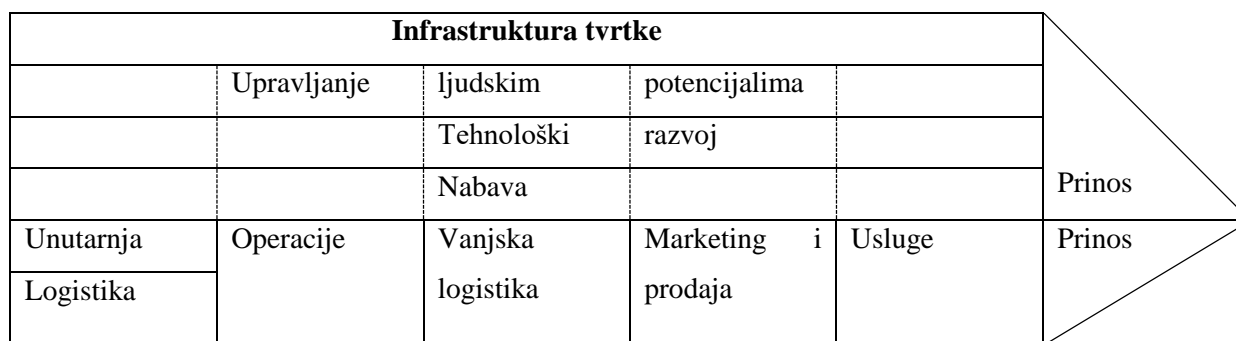 Infrastruktura tvrtke
Upravljanje ljudskim potencijalima
Tehnološki razvoj
Nabava
Prinos
Unutarnja Operacije Vanjska Marketing i Usluge Prinos
Logistika logistika prodaja